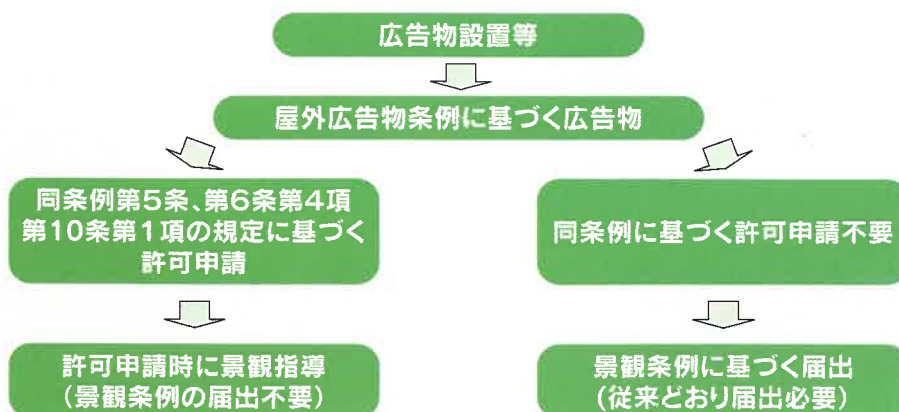 広告物設置等
屋外広告物条例に基づく広告物
同条例第5条、第6条第4項
第10条第1項の規定に基づく
許可申請
同条例に基づく許可申請不要
許可申請時に景観指導
(景観条例の届出不要)
景観条例に基づく届出
(従来どおり届出必要)